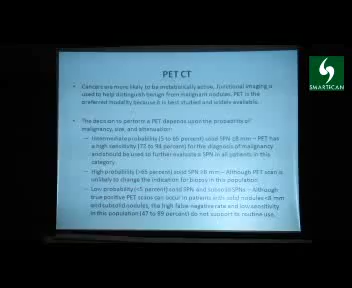 PET CT
• Cancers are more likely to be metabolically active, functional imaging is
used to help distinguish benign from malignant nodules. PET is the
preferred modality because it is best studied and widely available.
• The decision to perform a PET depends upon the probability of
malignancy, size, and attenuation:
– Intermediate probability (5 to 65 percent) solid SPN ≥8 mm – PET has
a high sensitivity (72 to 94 percent) for the diagnosis of malignancy
and should be used to further evaluate a SPN in all patients in this
category.
– High probability (>65 percent) solid SPN ≥8 mm – Although PET scan is
unlikely to change the indication for biopsy in this population.
– Low probability (<5 percent) solid SPN and subsolid SPNs – Although
true positive PET scans can occur in patients with solid nodules <8 mm
and subsolid nodules, the high false-negative rate and low sensitivity
in this population (47 to 89 percent) do not support its routine use.
SMARTICAN